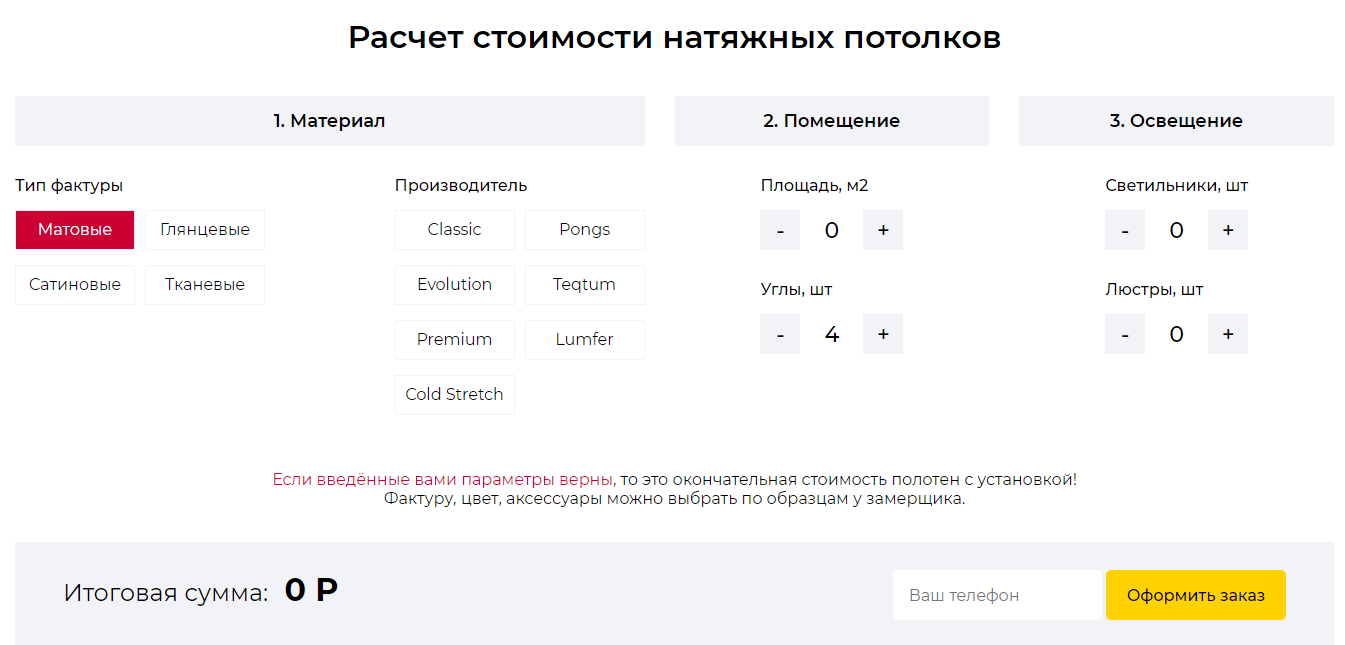 Расчет стоимости натяжных потолков
1. Материал
2. Помещение
3. Освещение
Тип фактуры
Матовые
Глянцевые
Сатиновые
Тканевые
Производитель
Classic
Pongs
Evolution
Teqtum
Premium
Lumfer
Cold Stretch
Площадь, м2
- 0 +
Углы, шт
- 4 +
Светильники, шт
- 0 +
Люстры, шт
- 0 +
Если введённые вами параметры верны, то это окончательная стоимость полотен с установкой!
Фактуру, цвет, аксессуары можно выбрать по образцам у замерщика.
Итоговая сумма: 0 Р
Ваш телефон
Оформить заказ